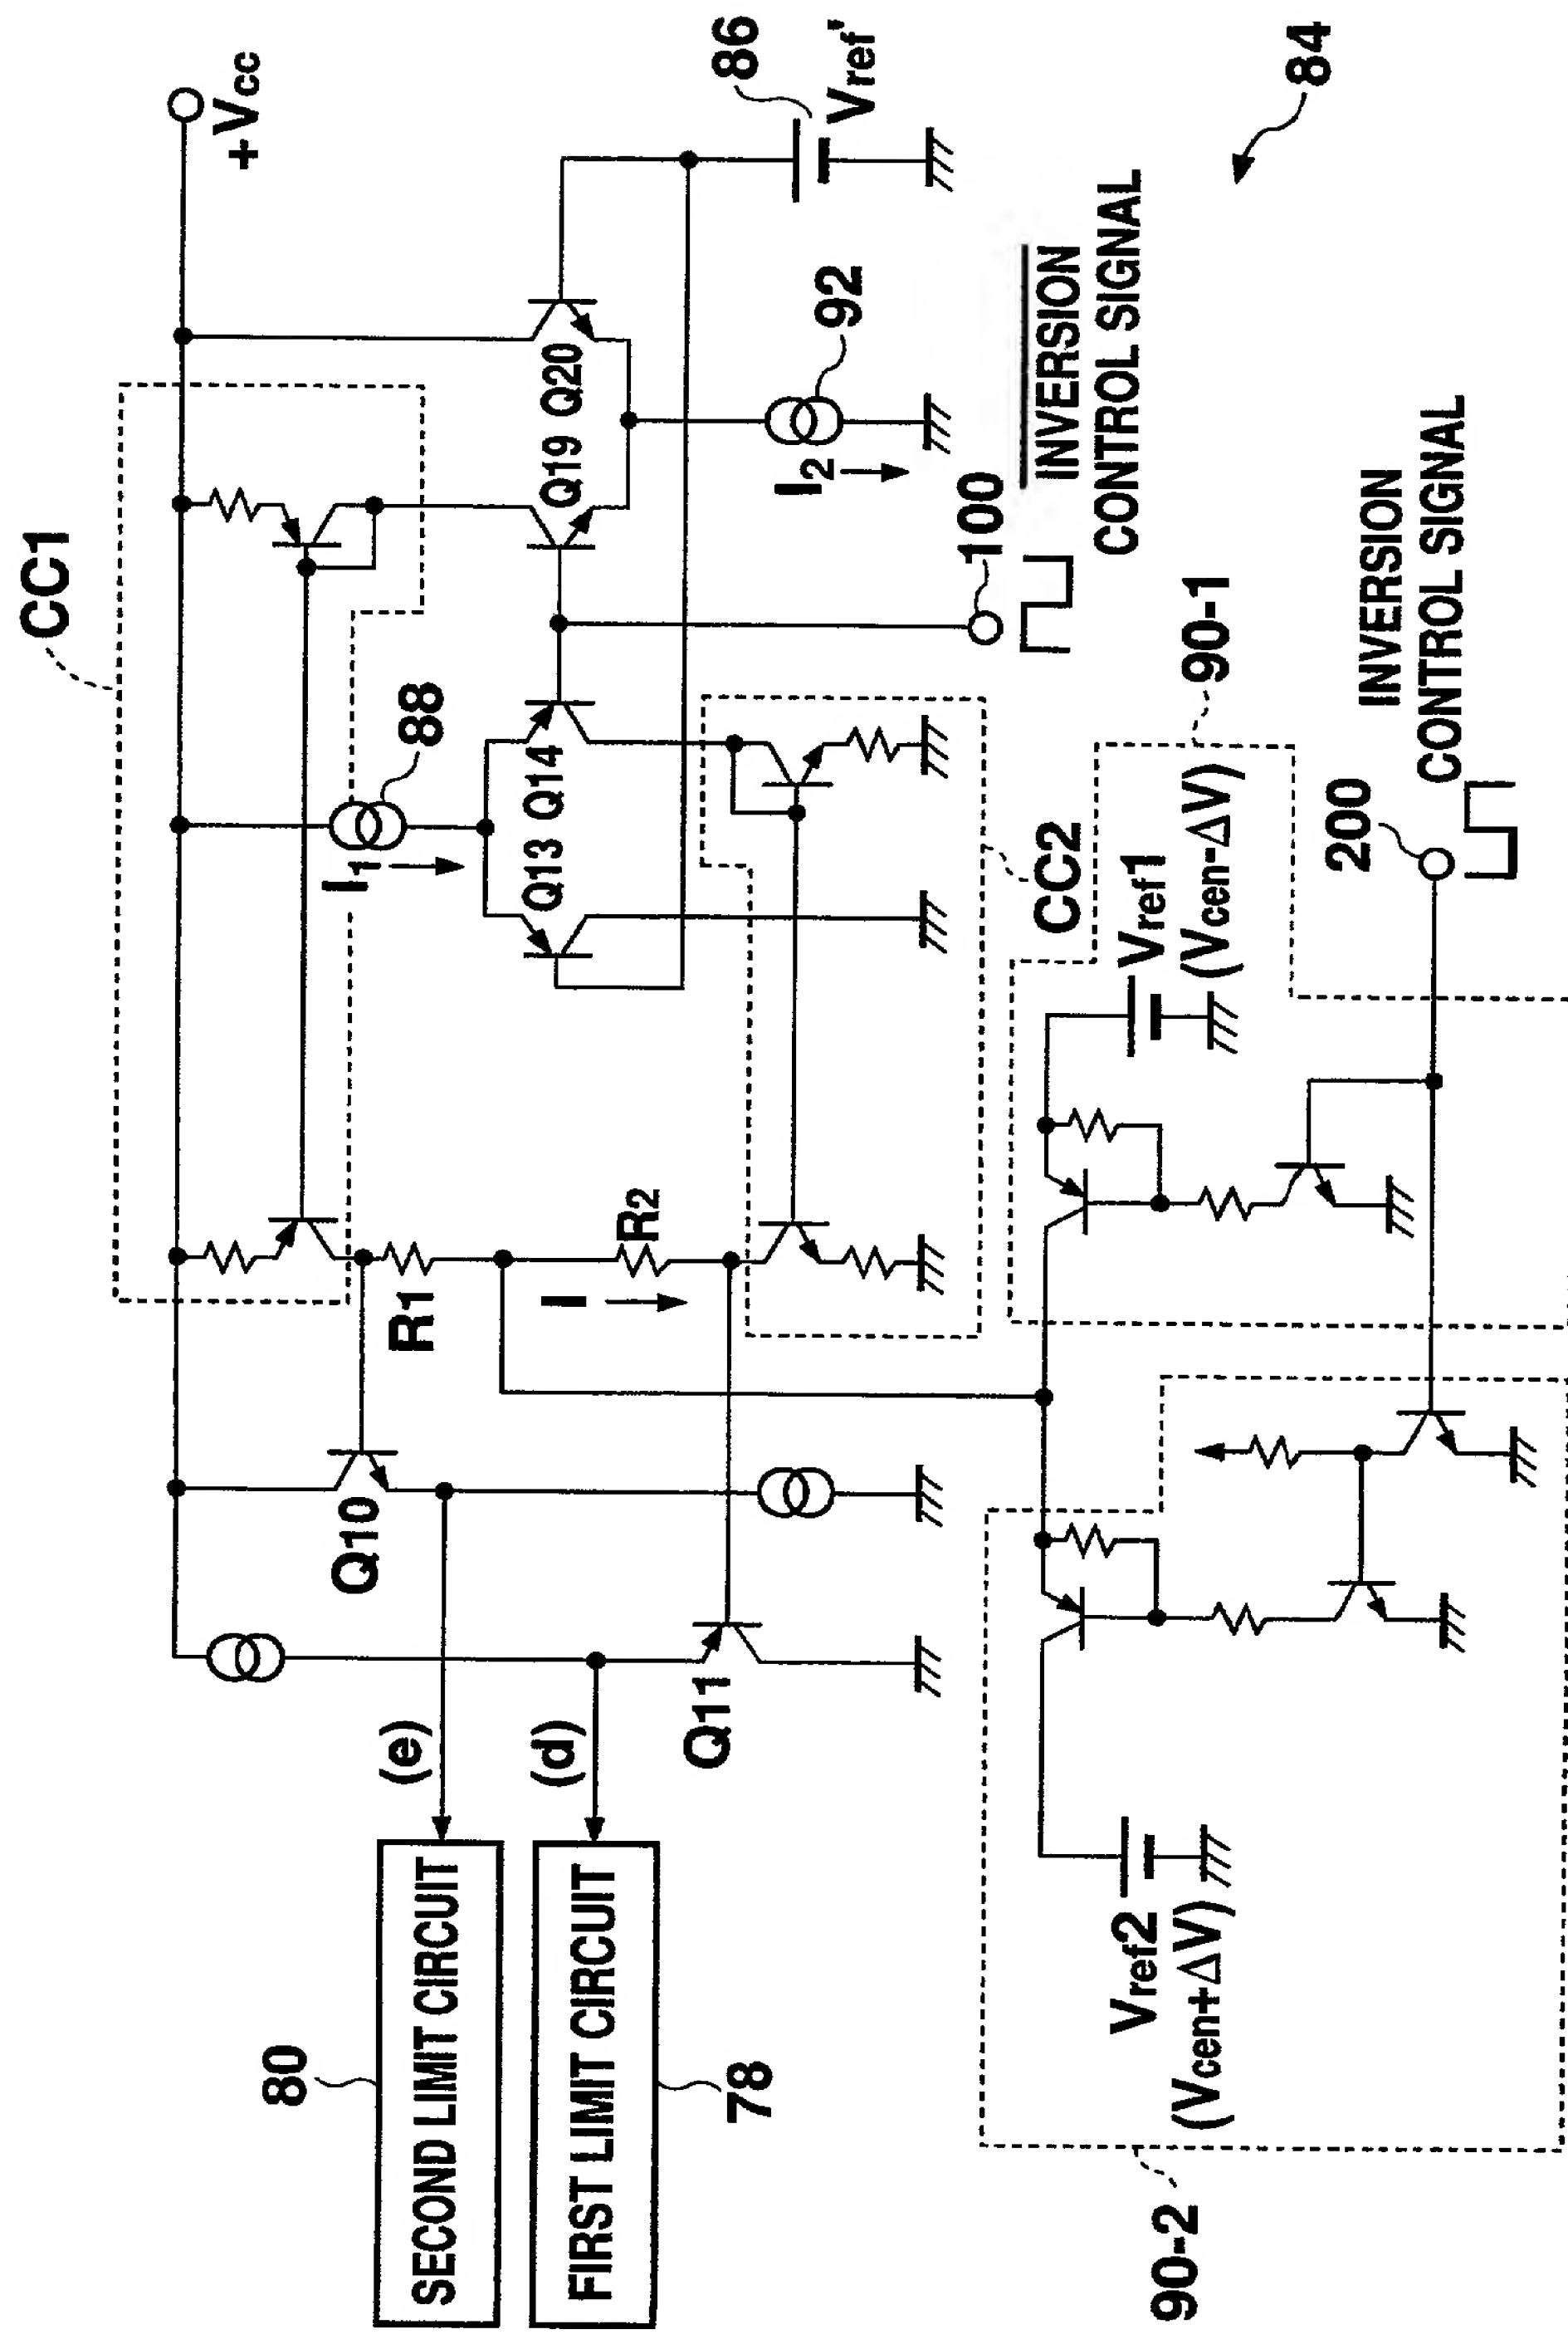 CC1
+Vcc
80
SECOND LIMIT CIRCUIT
(e)
Q10
R1
I1
88
FIRST LIMIT CIRCUIT
78
(d)
I
R2
Q13 Q14
Q19 Q20
86
Vref'
Q11
I2
92
100
INVERSION
CONTROL SIGNAL
CC2
84
90-2
Vref2
(Vcen+ΔV)
Vref1
(Vcen-ΔV)
90-1
200
INVERSION
CONTROL SIGNAL